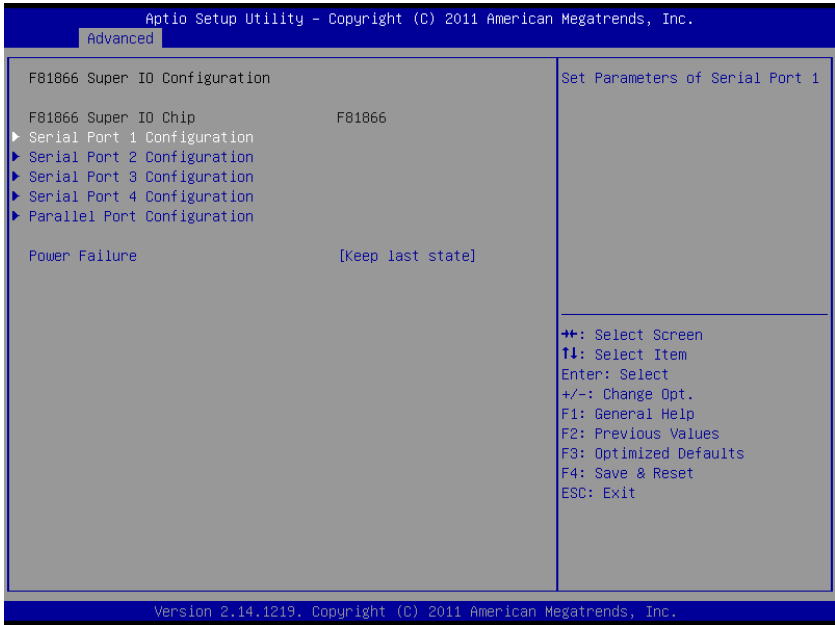 Aptio Setup Utility – Copyright (C) 2011 American Megatrends, Inc.
Advanced
F81866 Super IO Configuration
F81866 Super IO Chip F81866
Serial Port 1 Configuration
Serial Port 2 Configuration
Serial Port 3 Configuration
Serial Port 4 Configuration
Parallel Port Configuration
Power Failure [Keep last state]
Set Parameters of Serial Port 1
→←: Select Screen
↑↓: Select Item
Enter: Select
+/-: Change Opt.
F1: General Help
F2: Previous Values
F3: Optimized Defaults
F4: Save & Reset
ESC: Exit
Version 2.14.1219. Copyright (C) 2011 American Megatrends, Inc.